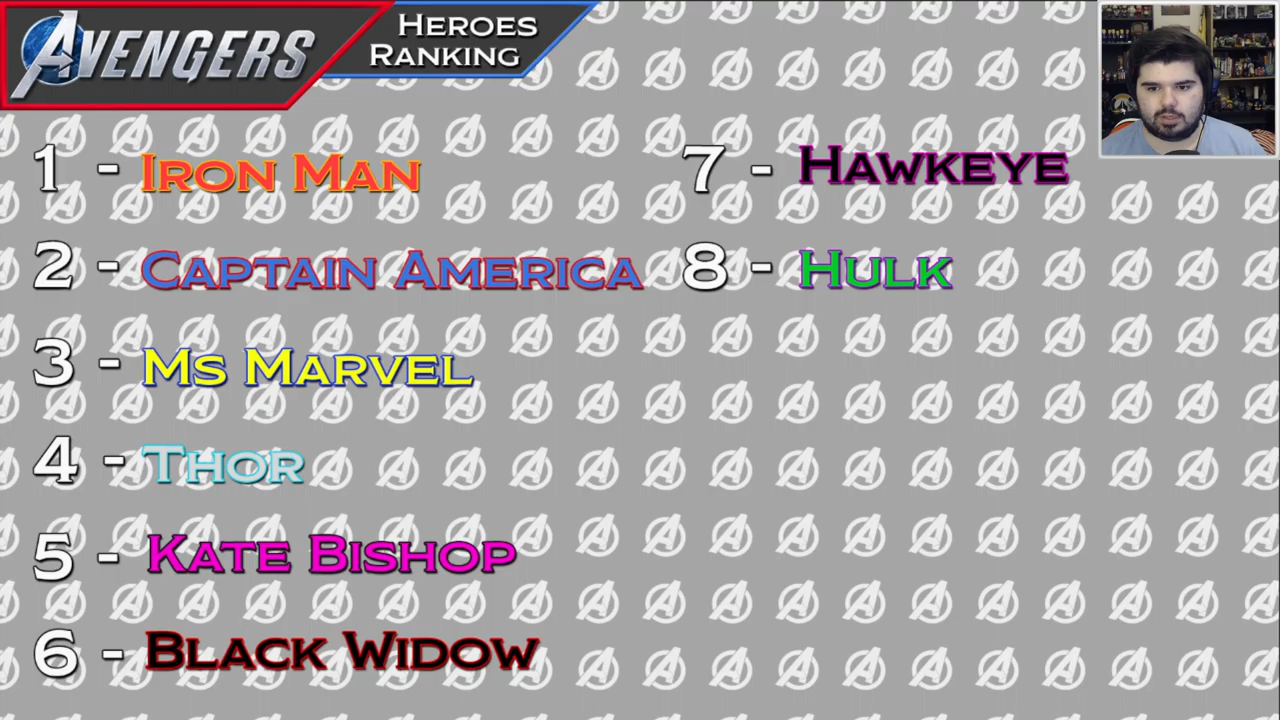 AVENGERS
HEROES
RANKING
1 - IRON MAN
2 - CAPTAIN AMERICA
3 - MS MARVEL
4 - THOR
5 - KATE BISHOP
6 - BLACK WIDOW
7 - HAWKEYE
8 - HULK